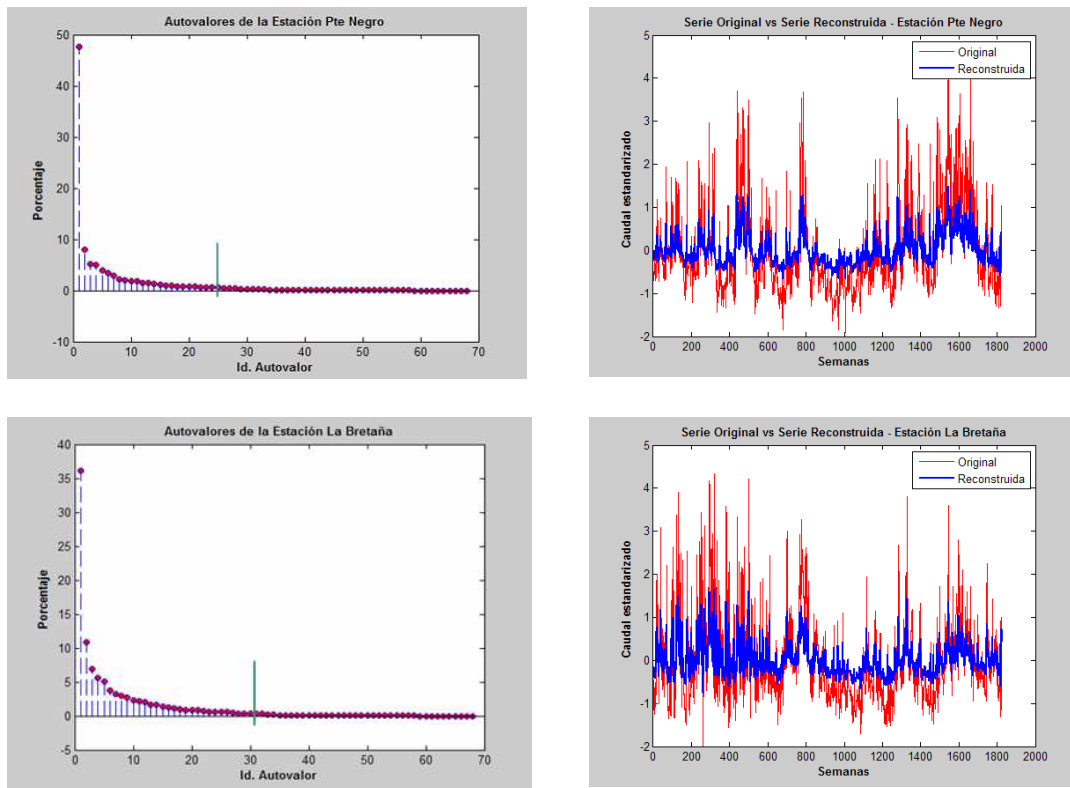 Autovalores de la Estación Pte Negro
50
40
30
20
10
0
-10
Porcentaje
0 10 20 30 40 50 60 70
Id. Autovalor
Serie Original vs Serie Reconstruida - Estación Pte Negro
Original
Reconstruida
5
4
3
2
1
0
-1
-2
Caudal estandarizado
0 200 400 600 800 1000 1200 1400 1600 1800 2000
Semanas
Autovalores de la Estación La Bretaña
40
35
30
25
20
15
10
5
0
-5
Porcentaje
0 10 20 30 40 50 60 70
Id. Autovalor
Serie Original vs Serie Reconstruida - Estación La Bretaña
Original
Reconstruida
5
4
3
2
1
0
-1
-2
Caudal estandarizado
0 200 400 600 800 1000 1200 1400 1600 1800 2000
Semanas